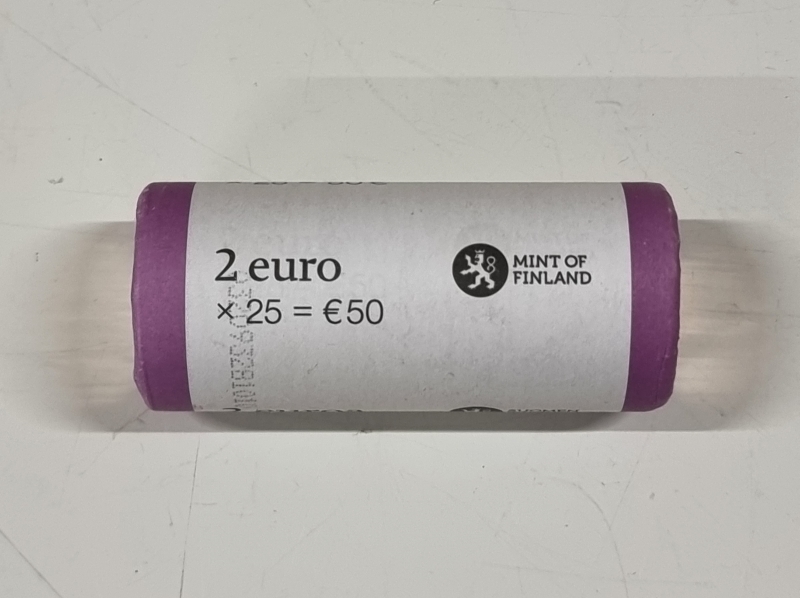 2 euro
× 25 = €50
MINT OF
FINLAND